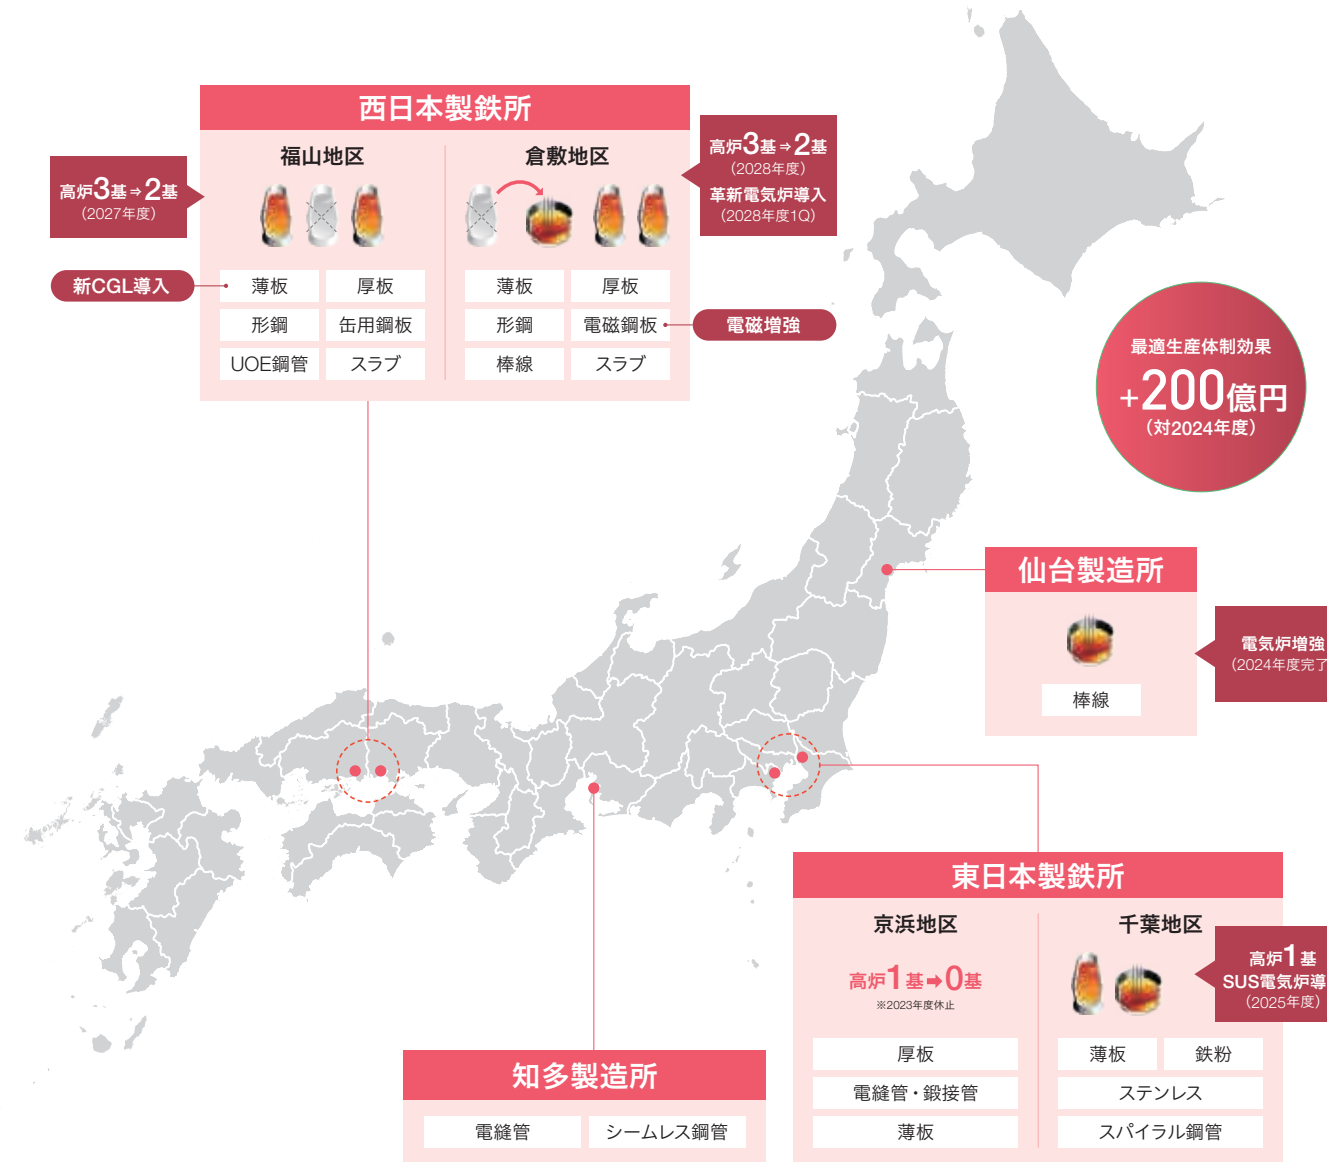 西日本製鉄所
福山地区
倉敷地区
高炉3基⇒2基
(2027年度)
高炉3基⇒2基
(2028年度)
革新電気炉導入
(2028年度1Q)
新CGL導入
薄板
厚板
形鋼
缶用鋼板
UOE鋼管
スラブ
薄板
厚板
形鋼
電磁鋼板
棒線
スラブ
電磁増強
最適生産体制効果
+200億円
(対2024年度)
仙台製造所
棒線
電気炉増強
(2024年度完了
東日本製鉄所
京浜地区
高炉1基➡0基
※2023年度休止
厚板
電縫管・鍛接管
薄板
千葉地区
高炉1基
SUS電気炉導
(2025年度)
薄板
鉄粉
ステンレス
スパイラル鋼管
知多製造所
電縫管
シームレス鋼管